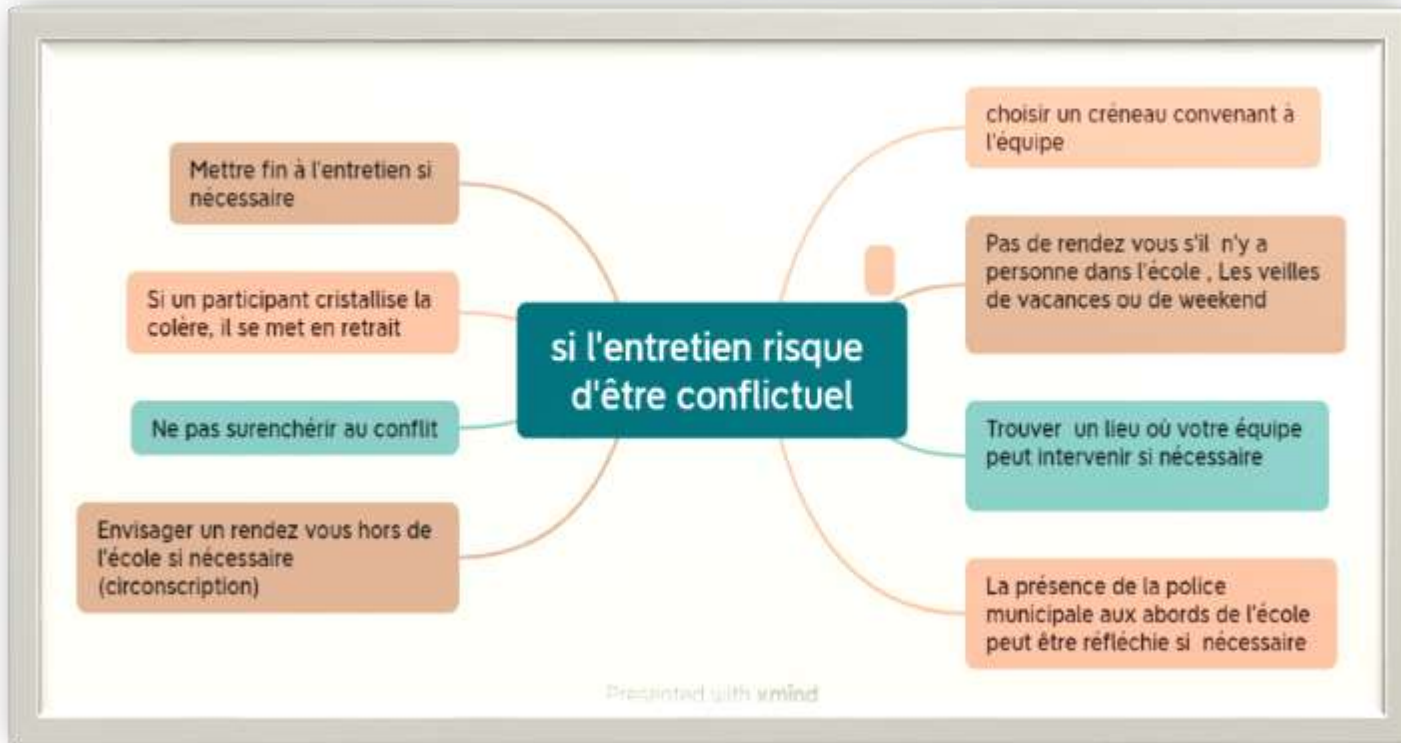 si l'entretien risque
d'être conflictuel
choisir un créneau convenant à
l'équipe
Pas de rendez vous s'il n'y a
personne dans l'école , Les veilles
de vacances ou de weekend
Trouver un lieu où votre équipe
peut intervenir si nécessaire
La présence de la police
municipale aux abords de l'école
peut être réfléchie si nécessaire
Mettre fin à l'entretien si
nécessaire
Si un participant cristallise la
colère, il se met en retrait
Ne pas surenchérir au conflit
Envisager un rendez vous hors de
l'école si nécessaire
(circonscription)
Presented with xmind